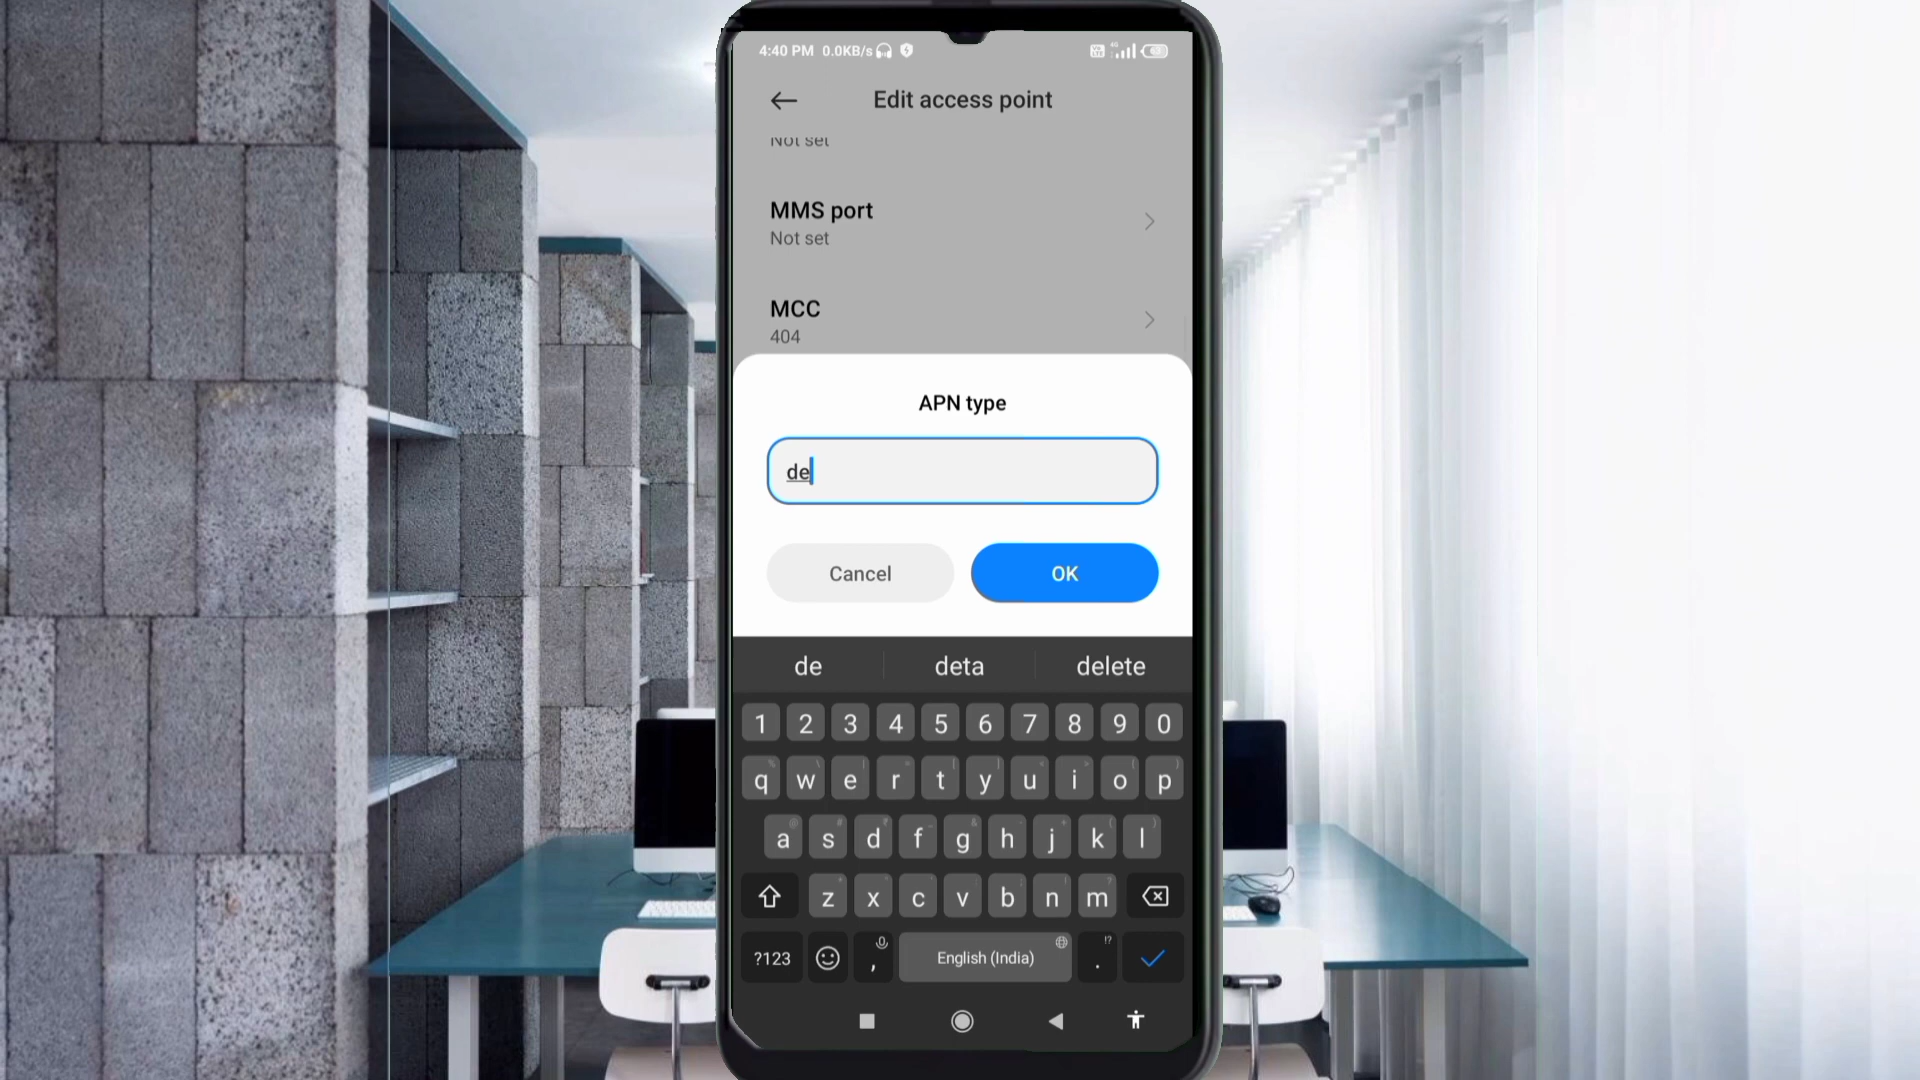 4:40 PM 0.0KB/s
Edit access point
Not set
MMS port
Not set
MCC
404
APN type
de
Cancel OK
de deta delete
1 2 3 4 5 6 7 8 9 0
q w e r t y u i o p
a s d f g h j k l
z x c v b n m
?123 , English (India) .